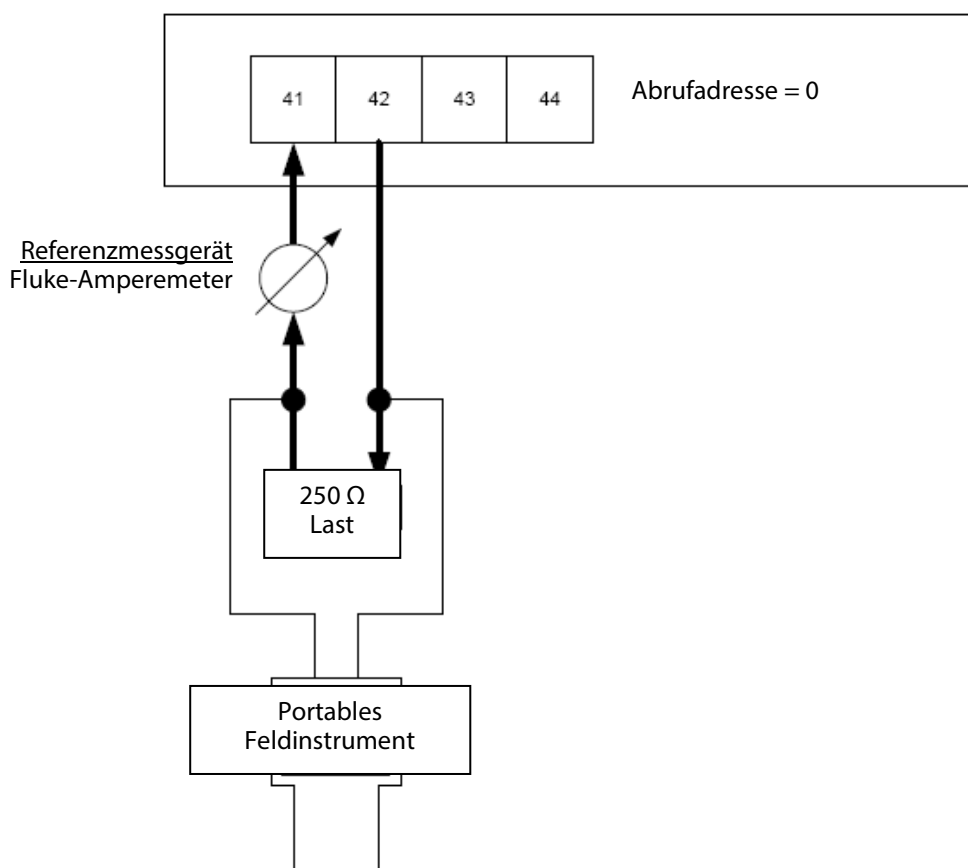 41 42 43 44
Abrufadresse = 0
Referenzmessgerät
Fluke-Amperemeter
250 Ω
Last
Portables
Feldinstrument